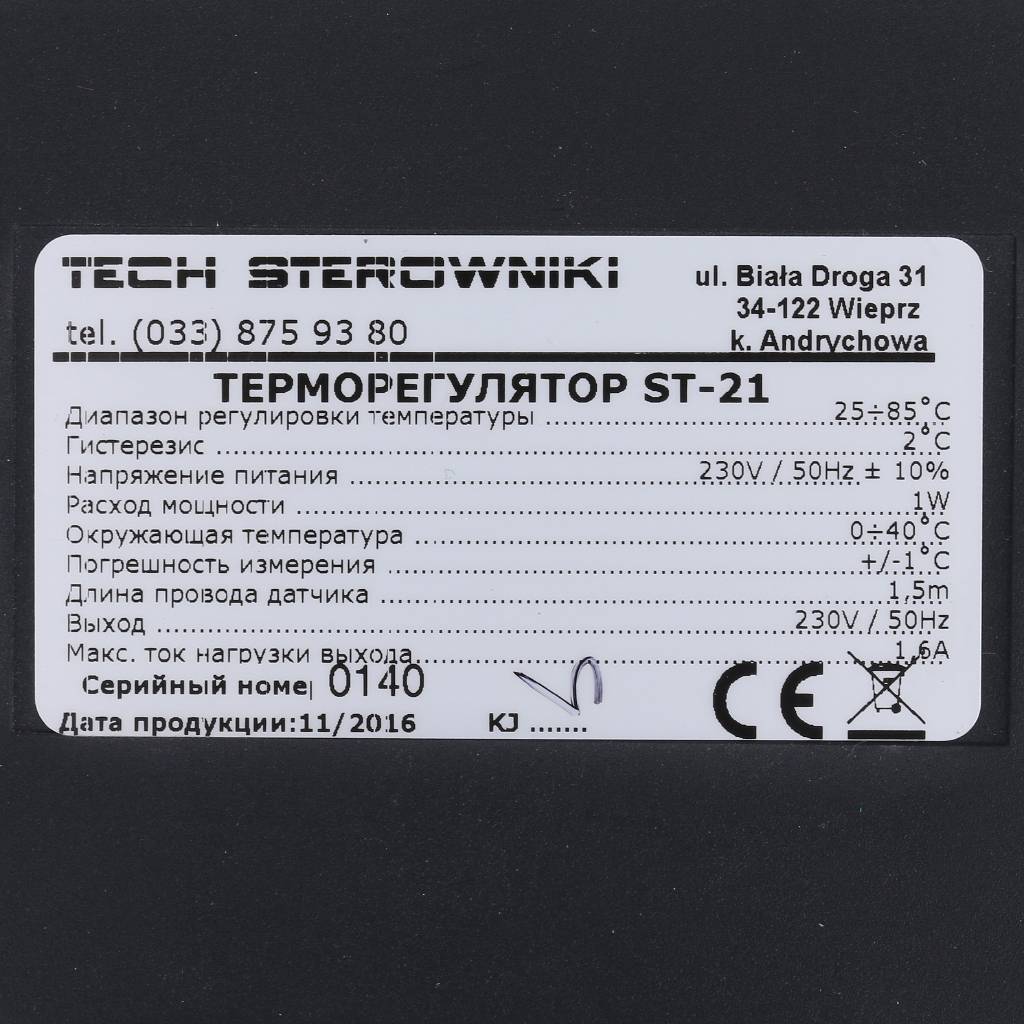 TECH STEROWNIKI
ul. Biała Droga 31
34-122 Wieprz
k. Andrychowa
tel. (033) 875 93 80
ТЕРМОРЕГУЛЯТОР ST-21
Диапазон регулировки температуры ........ 25÷85°C
Гистерезис ........ 2°C
Напряжение питания ........ 230V / 50Hz ± 10%
Расход мощности ........ 1W
Окружающая температура ........ 0÷40°C
Погрешность измерения ........ +/-1°C
Длина провода датчика ........ 1,5m
Выход ........ 230V / 50Hz
Макс. ток нагрузки выхода ........ 1,6A
Серийный номер 0140
Дата продукции:11/2016 KJ .......
CE